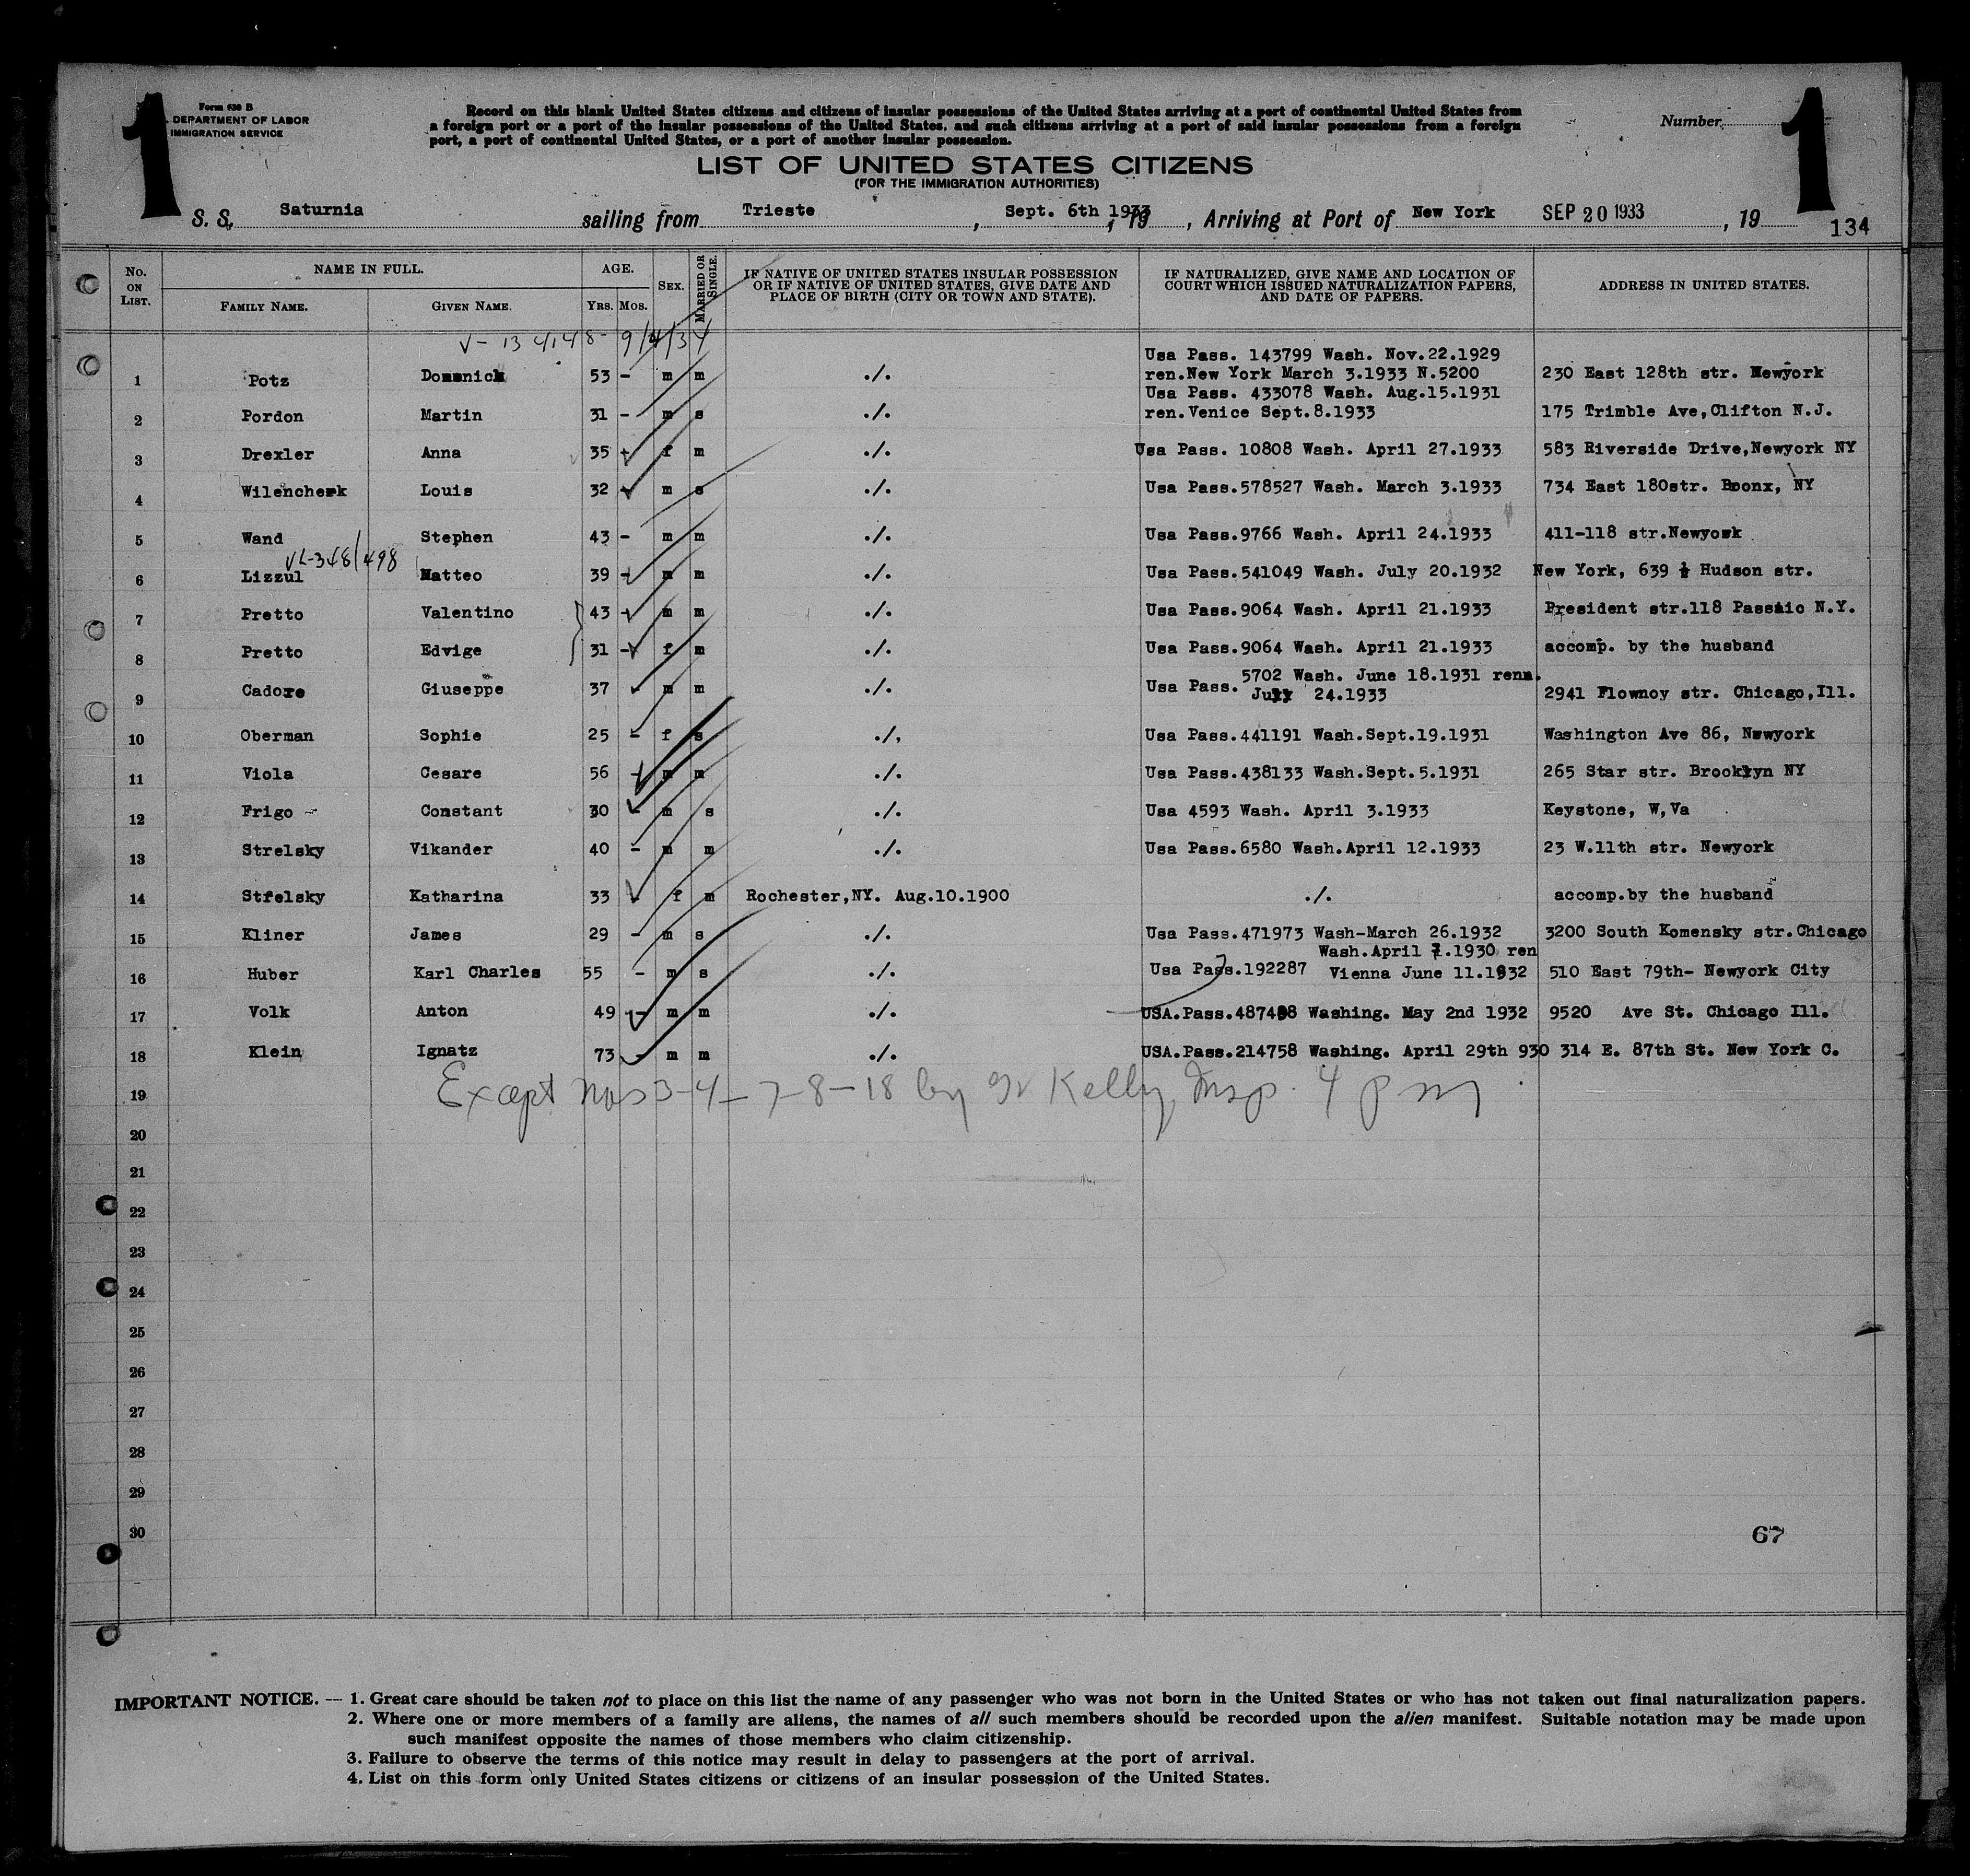 1
Form 630 B
DEPARTMENT OF LABOR
IMMIGRATION SERVICE
Record on this blank United States citizens and citizens of insular possessions of the United States arriving at a port of continental United States from
a foreign port or a port of the insular possessions of the United States, and such citizens arriving at a port of said insular possessions from a foreign
port, a port of continental United States, or a port of another insular possession.
Number
1
LIST OF UNITED STATES CITIZENS
(FOR THE IMMIGRATION AUTHORITIES)
S. S. Saturnia sailing from Trieste , Sept. 6th 1933 , 19 , Arriving at Port of New York SEP 20 1933 , 19 134
No. ON LIST. NAME IN FULL. FAMILY NAME. GIVEN NAME. AGE. YRS. MOS. SEX. MARRIED OR SINGLE. IF NATIVE OF UNITED STATES INSULAR POSSESSION OR IF NATIVE OF UNITED STATES, GIVE DATE AND PLACE OF BIRTH (CITY OR TOWN AND STATE). IF NATURALIZED, GIVE NAME AND LOCATION OF COURT WHICH ISSUED NATURALIZATION PAPERS, AND DATE OF PAPERS. ADDRESS IN UNITED STATES.
V- 134148- 9/4/34
Usa Pass. 143799 Wash. Nov.22.1929
1 Potz Domenick 53 - m m ./. ren.New York March 3.1933 N.5200 230 East 128th str. Newyork
Usa Pass. 433078 Wash. Aug.15.1931
2 Pordon Martin 31 - m s ./. ren.Venice Sept.8.1933 175 Trimble Ave,Clifton N.J.
3 Drexler Anna 35 - f m ./. Usa Pass. 10808 Wash. April 27.1933 583 Riverside Drive,Newyork NY
4 Wilencherk Louis 32 - m s ./. Usa Pass.578527 Wash. March 3.1933 734 East 180str. Bronx, NY
5 Wand Stephen 43 - m m ./. Usa Pass.9766 Wash. April 24.1933 411-118 str.Newyork
VL-348/498
6 Lizzul Matteo 39 - m m ./. Usa Pass.541049 Wash. July 20.1932 New York, 639 ½ Hudson str.
7 Pretto Valentino 43 - m m ./. Usa Pass.9064 Wash. April 21.1933 President str.118 Passaic N.Y.
8 Pretto Edvige 31 - f m ./. Usa Pass.9064 Wash. April 21.1933 accomp. by the husband
5702 Wash. June 18.1931 renn.
9 Cadore Giuseppe 37 - m m ./. Usa Pass. July 24.1933 2941 Flownoy str. Chicago,Ill.
10 Oberman Sophie 25 - f s ./, Usa Pass.441191 Wash.Sept.19.1931 Washington Ave 86, Newyork
11 Viola Cesare 56 - m m ./. Usa Pass.438133 Wash.Sept.5.1931 265 Star str. Brooklyn NY
12 Frigo - Constant 30 - m s ./. Usa 4593 Wash. April 3.1933 Keystone, W,Va
13 Strelsky Vikander 40 - m m ./. Usa Pass.6580 Wash.April 12.1933 23 W.11th str. Newyork
14 Strelsky Katharina 33 - f m Rochester,NY. Aug.10.1900 ./. accomp.by the husband
15 Kliner James 29 - m s ./. Usa Pass.471973 Wash-March 26.1932 3200 South Komensky str.Chicago
Wash.April 7.1930 ren
16 Huber Karl Charles 55 - m s ./. Usa Pass.192287 Vienna June 11.1932 510 East 79th- Newyork City
17 Volk Anton 49 - m m ./. USA.Pass.487498 Washing. May 2nd 1932 9520 Ave St. Chicago Ill.
18 Klein Ignatz 73 - m m ./. USA.Pass.214758 Washing. April 29th 930 314 E. 87th St. New York C.
Except nos 3-4-7-8-18 by Kelly, Insp. 4 pm
19
20
21
22
23
24
25
26
27
28
29
30
67
IMPORTANT NOTICE. — 1. Great care should be taken not to place on this list the name of any passenger who was not born in the United States or who has not taken out final naturalization papers.
2. Where one or more members of a family are aliens, the names of all such members should be recorded upon the alien manifest. Suitable notation may be made upon
such manifest opposite the names of those members who claim citizenship.
3. Failure to observe the terms of this notice may result in delay to passengers at the port of arrival.
4. List on this form only United States citizens or citizens of an insular possession of the United States.